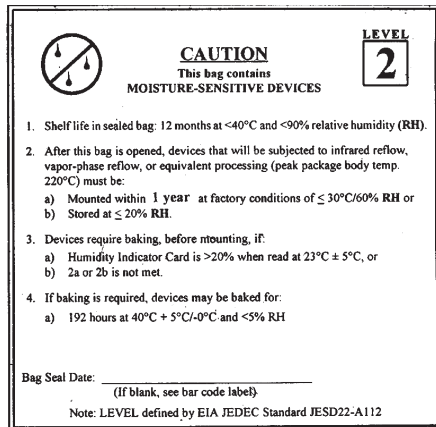 LEVEL
2
CAUTION
This bag contains
MOISTURE-SENSITIVE DEVICES
1. Shelf life in sealed bag: 12 months at <40°C and <90% relative humidity (RH).
2. After this bag is opened, devices that will be subjected to infrared reflow,
vapor-phase reflow, or equivalent processing (peak package body temp.
220°C) must be:
a) Mounted within 1 year at factory conditions of ≤ 30°C/60% RH or
b) Stored at ≤ 20% RH.
3. Devices require baking, before mounting, if:
a) Humidity Indicator Card is >20% when read at 23°C ± 5°C, or
b) 2a or 2b is not met.
4. If baking is required, devices may be baked for:
a) 192 hours at 40°C + 5°C/-0°C and <5% RH
Bag Seal Date:
(If blank, see bar code label)
Note: LEVEL defined by EIA JEDEC Standard JESD22-A112